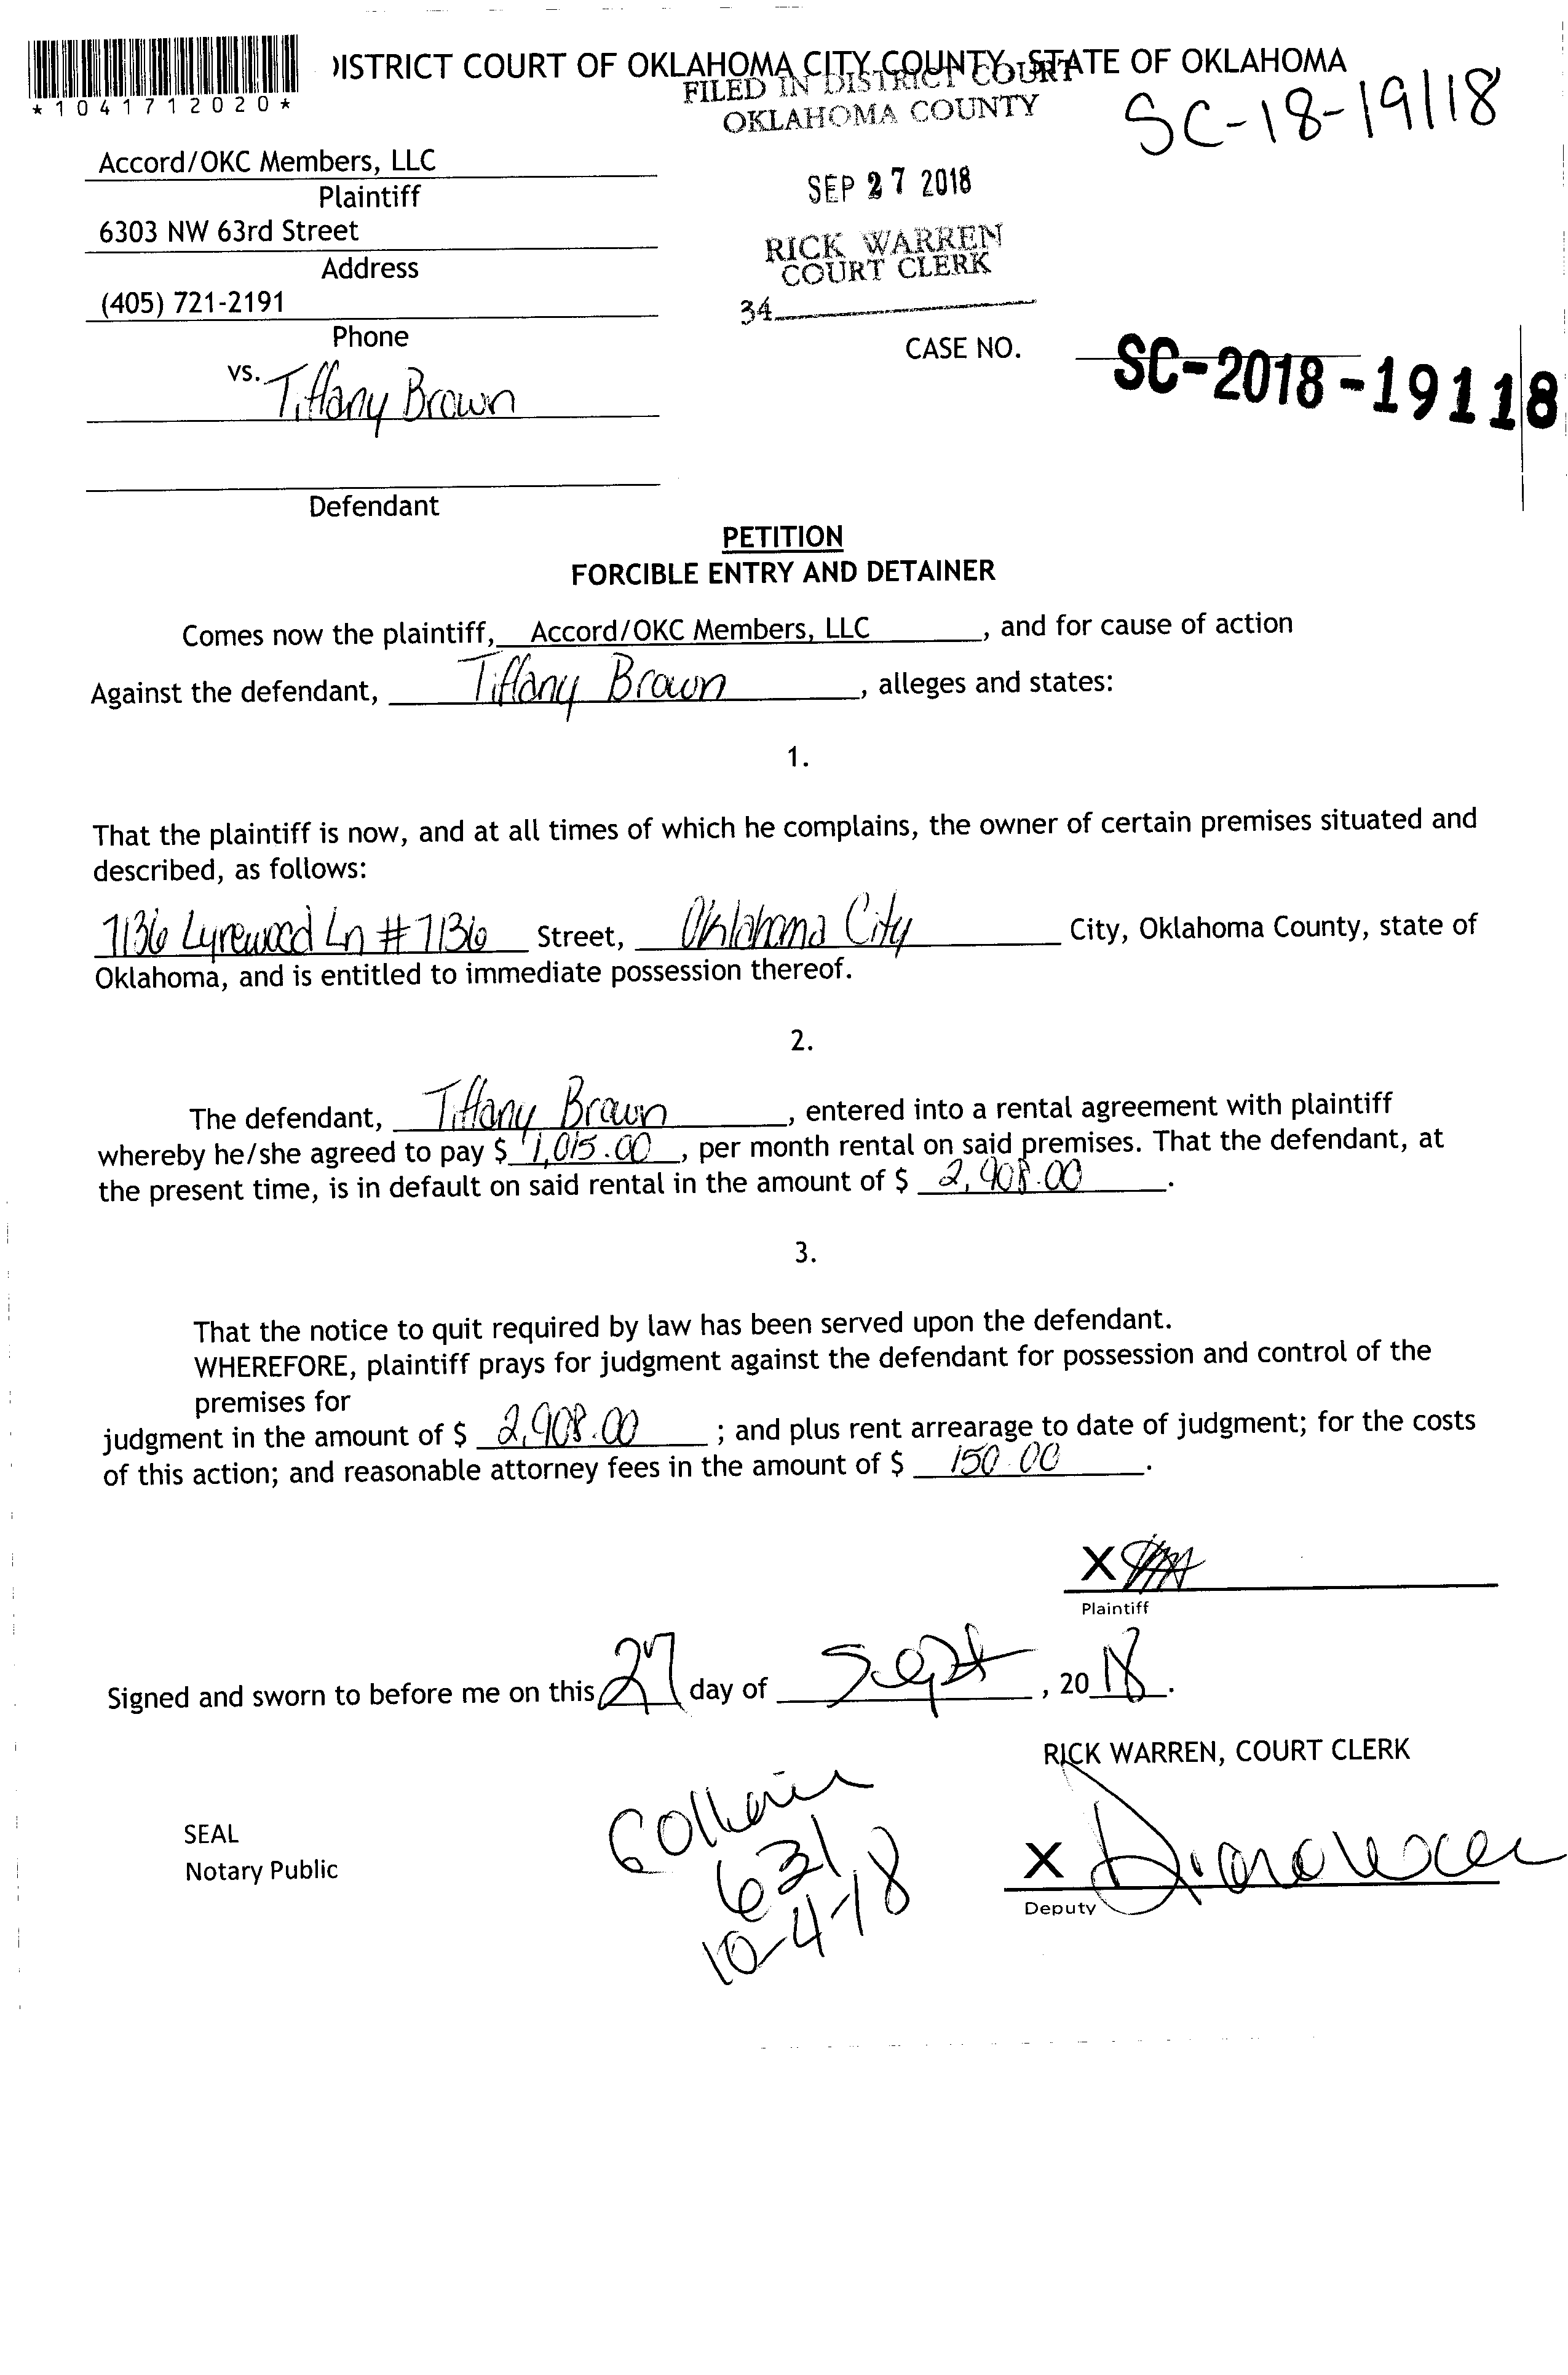 *1041712020*
ISTRICT COURT OF OKLAHOMA CITY COUNTY, STATE OF OKLAHOMA
FILED IN DISTRICT COURT
OKLAHOMA COUNTY
SC-18-19118
Accord/OKC Members, LLC
Plaintiff
SEP 27 2018
6303 NW 63rd Street
Address
RICK WARREN
COURT CLERK
(405) 721-2191
34
Phone
CASE NO. SC-2018-19118
vs. Tiffany Brown
Defendant
PETITION
FORCIBLE ENTRY AND DETAINER
Comes now the plaintiff, Accord/OKC Members, LLC, and for cause of action
Against the defendant, Tiffany Brown, alleges and states:
1.
That the plaintiff is now, and at all times of which he complains, the owner of certain premises situated and
described, as follows:
7136 Lyrewood Ln #7136 Street, Oklahoma City City, Oklahoma County, state of
Oklahoma, and is entitled to immediate possession thereof.
2.
The defendant, Tiffany Brown, entered into a rental agreement with plaintiff
whereby he/she agreed to pay $ 1,015.00, per month rental on said premises. That the defendant, at
the present time, is in default on said rental in the amount of $ 2,908.00.
3.
That the notice to quit required by law has been served upon the defendant.
WHEREFORE, plaintiff prays for judgment against the defendant for possession and control of the
premises for
judgment in the amount of $ 2,908.00 ; and plus rent arrearage to date of judgment; for the costs
of this action; and reasonable attorney fees in the amount of $ 150.00.
X
Plaintiff
Signed and sworn to before me on this 27 day of Sept, 2018.
RICK WARREN, COURT CLERK
SEAL
Notary Public
631
10-4-18
X
Deputy